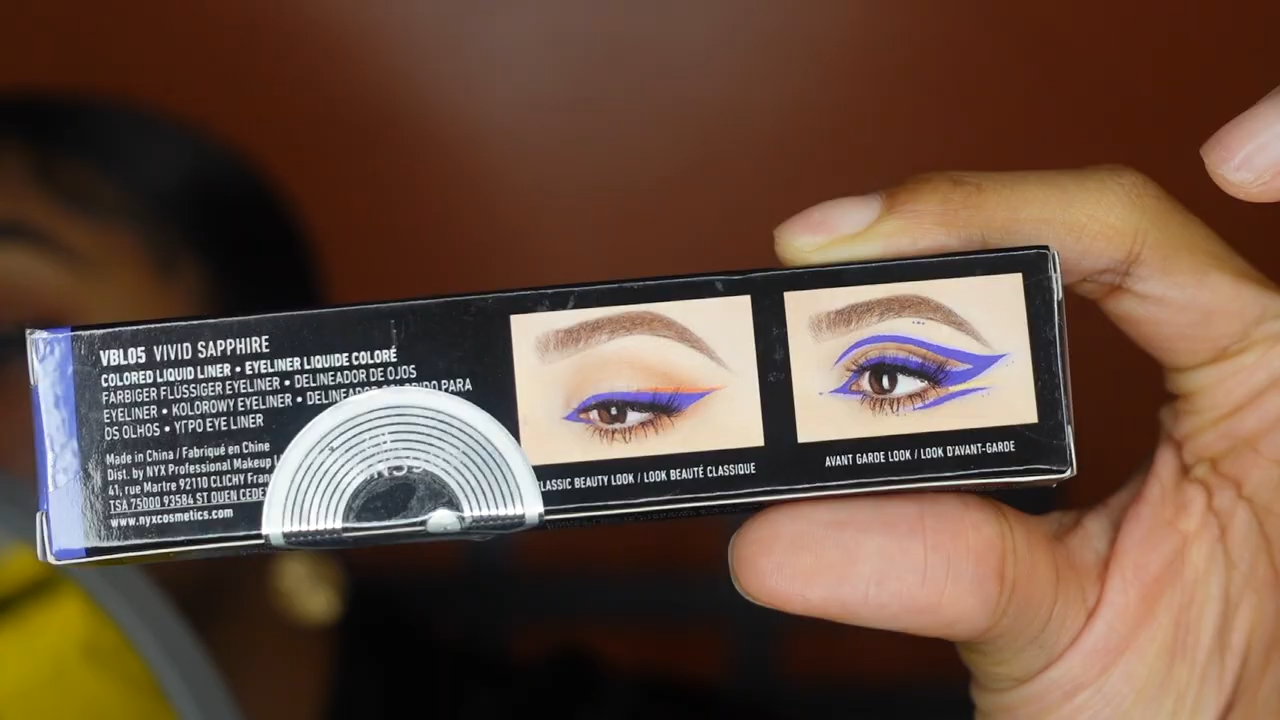 VBL05 VIVID SAPPHIRE
COLORED LIQUID LINER • EYELINER LIQUIDE COLORÉ
FARBIGER FLÜSSIGER EYELINER • DELINEADOR DE OJOS
EYELINER • KOLOROWY EYELINER • PARA
OS OLHOS • ΥΓΡΟ EYE LINER
Made in China / Fabriqué en Chine
Dist. by NYX Professional Makeup
41, rue Martre 92110 CLICHY
TSA 75000 93584 ST OUEN
www.nyxcosmetics.com
CLASSIC BEAUTY LOOK / LOOK BEAUTÉ CLASSIQUE
AVANT GARDE LOOK / LOOK D'AVANT-GARDE